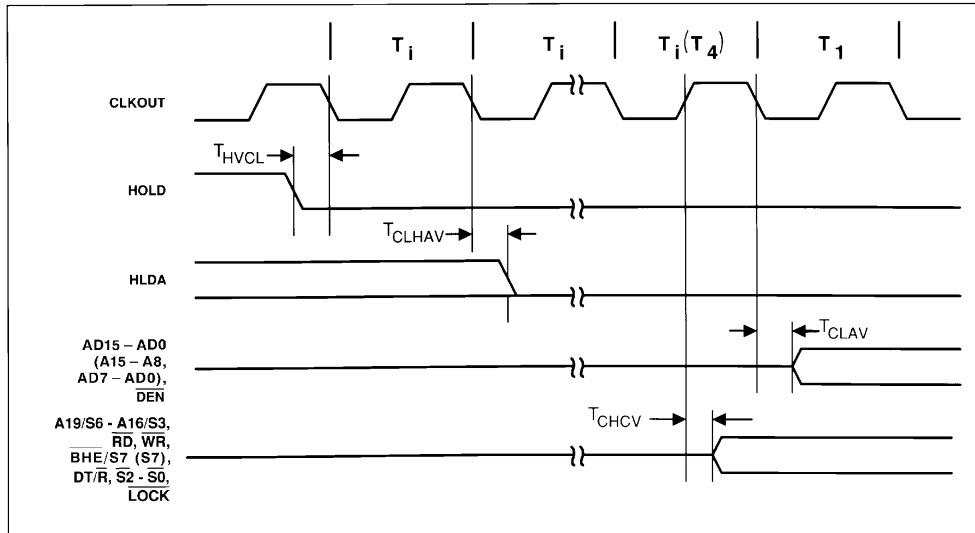 Ti Ti Ti(T4) T1
CLKOUT
THVCL
HOLD
TCLHAV
HLDA
AD15 – AD0
(A15 – A8,
AD7 – AD0),
DEN
TCLAV
A19/S6 - A16/S3,
RD, WR,
BHE/S7 (S7),
DT/R, S2 - S0,
LOCK
TCHCV